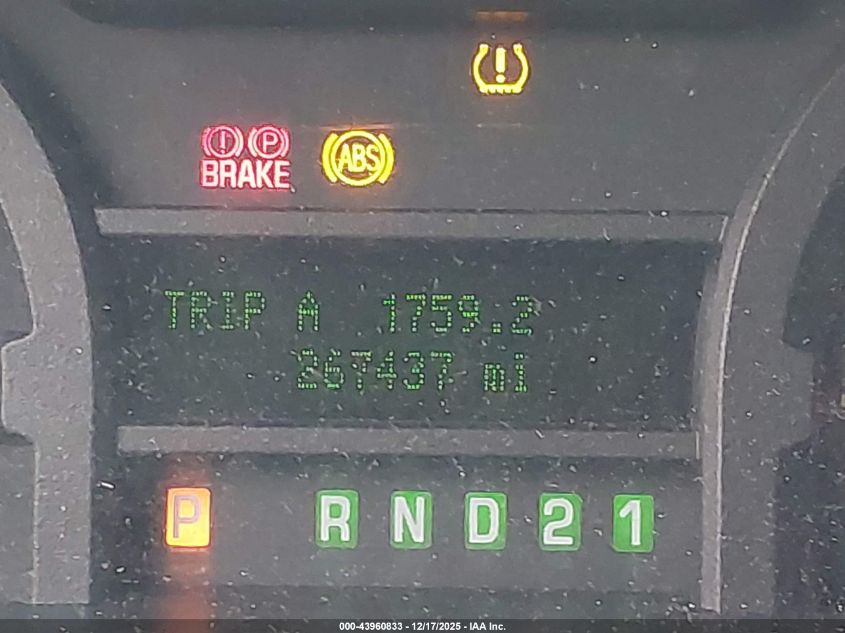 ! P
BRAKE
ABS
!
TRIP A 1759.2
267437 mi
P R N D 2 1
000-43960833 - 12/17/2025 - IAA Inc.